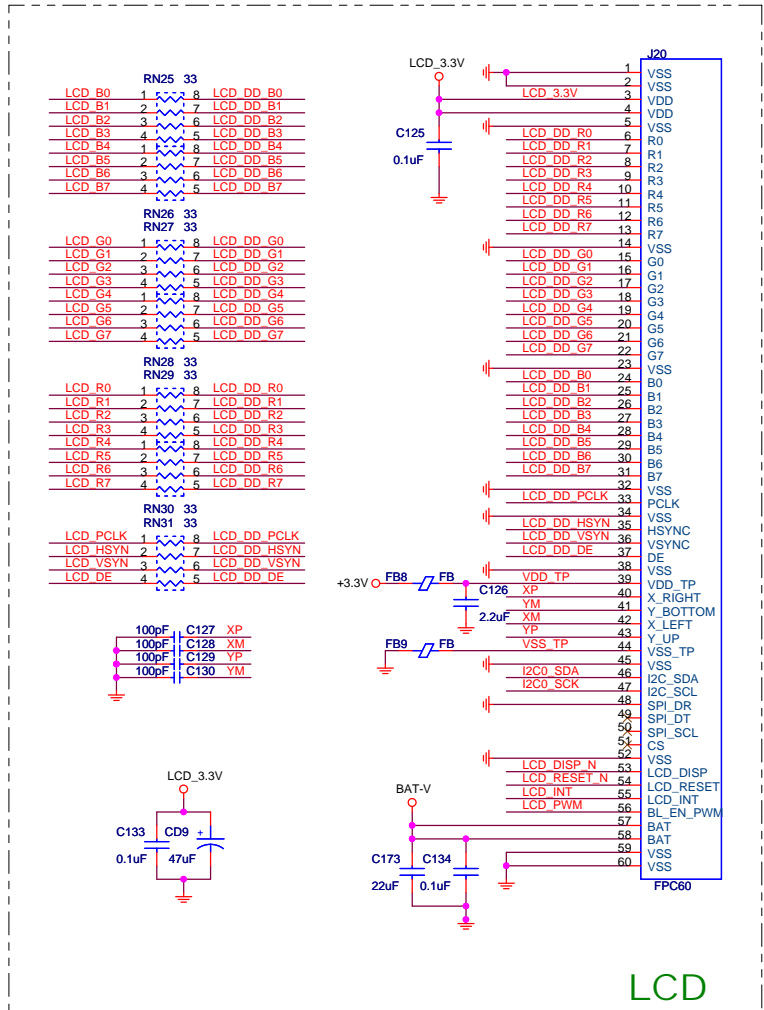 RN25 33
LCD_B0 1 8 LCD_DD_B0
LCD_B1 2 7 LCD_DD_B1
LCD_B2 3 6 LCD_DD_B2
LCD_B3 4 5 LCD_DD_B3
LCD_B4 1 8 LCD_DD_B4
LCD_B5 2 7 LCD_DD_B5
LCD_B6 3 6 LCD_DD_B6
LCD_B7 4 5 LCD_DD_B7
RN26 33
RN27 33
LCD_G0 1 8 LCD_DD_G0
LCD_G1 2 7 LCD_DD_G1
LCD_G2 3 6 LCD_DD_G2
LCD_G3 4 5 LCD_DD_G3
LCD_G4 1 8 LCD_DD_G4
LCD_G5 2 7 LCD_DD_G5
LCD_G6 3 6 LCD_DD_G6
LCD_G7 4 5 LCD_DD_G7
RN28 33
RN29 33
LCD_R0 1 8 LCD_DD_R0
LCD_R1 2 7 LCD_DD_R1
LCD_R2 3 6 LCD_DD_R2
LCD_R3 4 5 LCD_DD_R3
LCD_R4 1 8 LCD_DD_R4
LCD_R5 2 7 LCD_DD_R5
LCD_R6 3 6 LCD_DD_R6
LCD_R7 4 5 LCD_DD_R7
RN30 33
RN31 33
LCD_PCLK 1 8 LCD_DD_PCLK
LCD_HSYN 2 7 LCD_DD_HSYN
LCD_VSYN 3 6 LCD_DD_VSYN
LCD_DE 4 5 LCD_DD_DE
100pF C127 XP
100pF C128 XM
100pF C129 YP
100pF C130 YM
LCD_3.3V
C133 CD9
+
0.1uF 47uF
LCD_3.3V
C125
0.1uF
J20
1 VSS
2 VSS
LCD_3.3V 3 VDD
4 VDD
5 VSS
LCD_DD_R0 6 R0
LCD_DD_R1 7 R1
LCD_DD_R2 8 R2
LCD_DD_R3 9 R3
LCD_DD_R4 10 R4
LCD_DD_R5 11 R5
LCD_DD_R6 12 R6
LCD_DD_R7 13 R7
14 VSS
LCD_DD_G0 15 G0
LCD_DD_G1 16 G1
LCD_DD_G2 17 G2
LCD_DD_G3 18 G3
LCD_DD_G4 19 G4
LCD_DD_G5 20 G5
LCD_DD_G6 21 G6
LCD_DD_G7 22 G7
23 VSS
LCD_DD_B0 24 B0
LCD_DD_B1 25 B1
LCD_DD_B2 26 B2
LCD_DD_B3 27 B3
LCD_DD_B4 28 B4
LCD_DD_B5 29 B5
LCD_DD_B6 30 B6
LCD_DD_B7 31 B7
32 VSS
LCD_DD_PCLK 33 PCLK
34 VSS
LCD_DD_HSYN 35 HSYNC
LCD_DD_VSYN 36 VSYNC
LCD_DD_DE 37 DE
38 VSS
+3.3V FB8 FB VDD_TP 39 VDD_TP
C126
2.2uF
XP 40 X_RIGHT
YM 41 Y_BOTTOM
XM 42 X_LEFT
YP 43 Y_UP
FB9 FB VSS_TP 44 VSS_TP
45 VSS
I2C0_SDA 46 I2C_SDA
I2C0_SCK 47 I2C_SCL
48 SPI_DR
49 SPI_DT
50 SPI_SCL
51 CS
52 VSS
LCD_DISP_N 53 LCD_DISP
LCD_RESET_N 54 LCD_RESET
LCD_INT 55 LCD_INT
LCD_PWM 56 BL_EN_PWM
BAT-V
57 BAT
58 BAT
59 VSS
60 VSS
FPC60
C173 C134
22uF 0.1uF
LCD